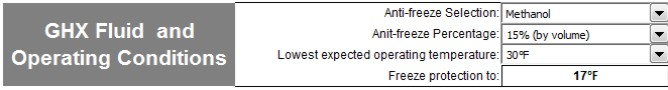 GHX Fluid and
Operating Conditions
Anti-freeze Selection: Methanol
Anit-freeze Percentage: 15% (by volume)
Lowest expected operating temperature: 30ºF
Freeze protection to: 17°F